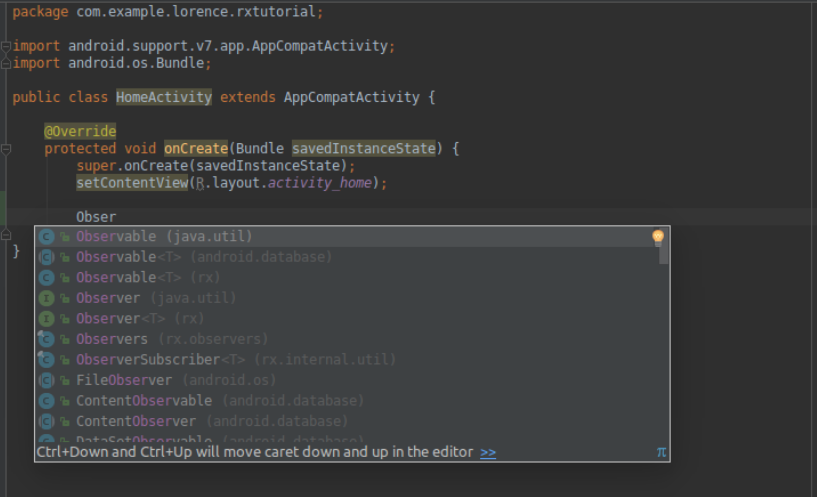 package com.example.lorence.rxtutorial;
import android.support.v7.app.AppCompatActivity;
import android.os.Bundle;
public class HomeActivity extends AppCompatActivity {
@Override
protected void onCreate(Bundle savedInstanceState) {
super.onCreate(savedInstanceState);
setContentView(R.layout.activity_home);
Obser
Observable (java.util)
Observable<T> (android.database)
Observable<T> (rx)
Observer (java.util)
Observer<T> (rx)
Observers (rx.observers)
ObserverSubscriber<T> (rx.internal.util)
FileObserver (android.os)
ContentObservable (android.database)
ContentObserver (android.database)
DataSetObservable (android.database)
Ctrl+Down and Ctrl+Up will move caret down and up in the editor >> π
}